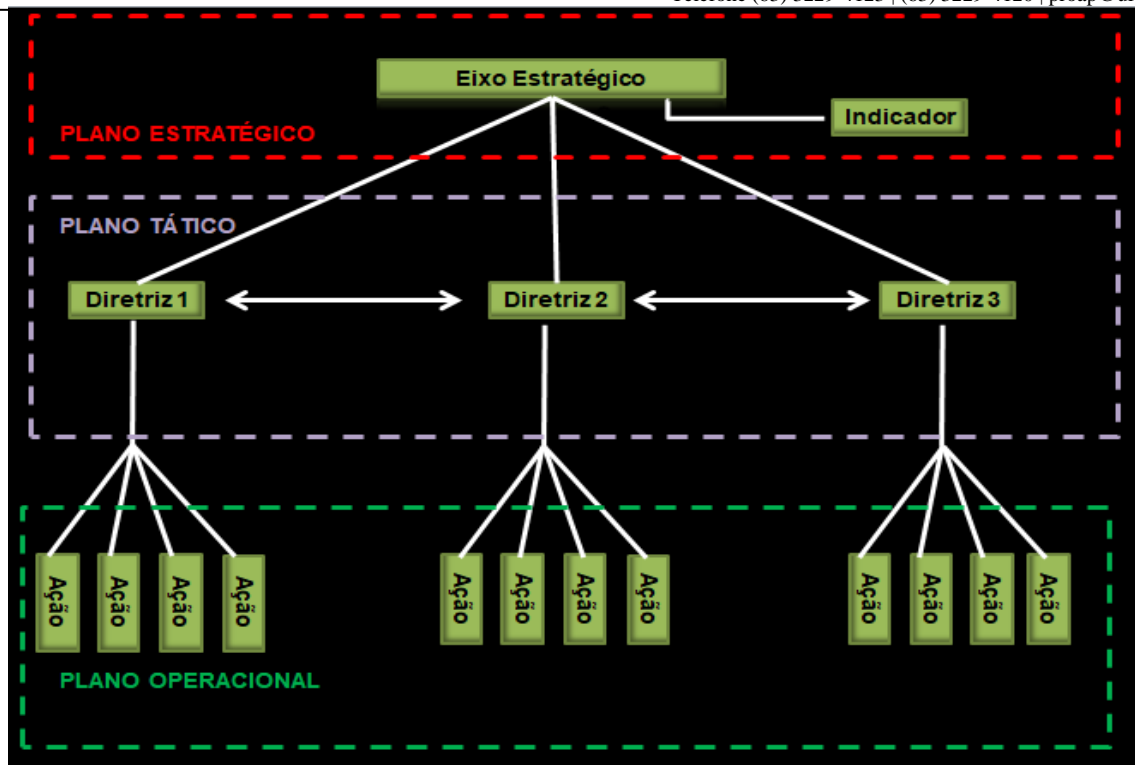 Eixo Estratégico
Indicador
PLANO ESTRATÉGICO
PLANO TÁTICO
Diretriz 1
Diretriz 2
Diretriz 3
Ação
Ação
Ação
Ação
Ação
Ação
Ação
Ação
Ação
Ação
Ação
Ação
PLANO OPERACIONAL